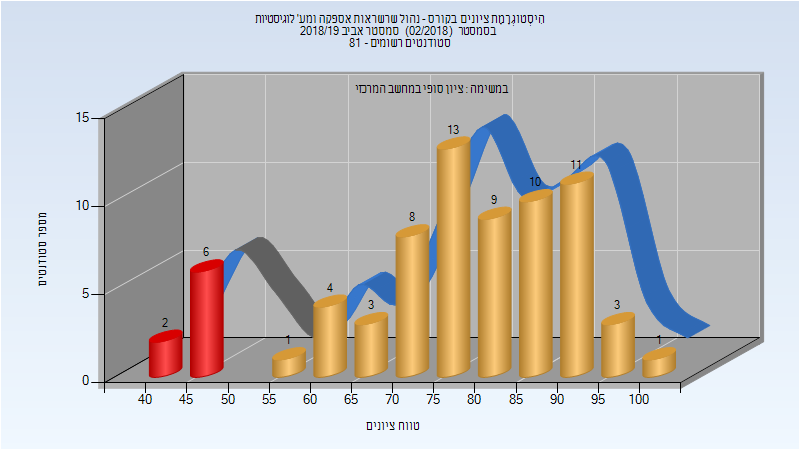 היסטוגרמת ציונים בקורס - נהול שרשראות אספקה ומע' לוגיסטיות
בסמסטר (02/2018) סמסטר אביב 2018/19
סטודנטים רשומים - 81
במשימה : ציון סופי במחשב המרכזי
מספר סטודנטים
15
10
5
0
2
6
1
4
3
8
13
9
10
11
3
1
40 45 50 55 60 65 70 75 80 85 90 95 100
טווח ציונים